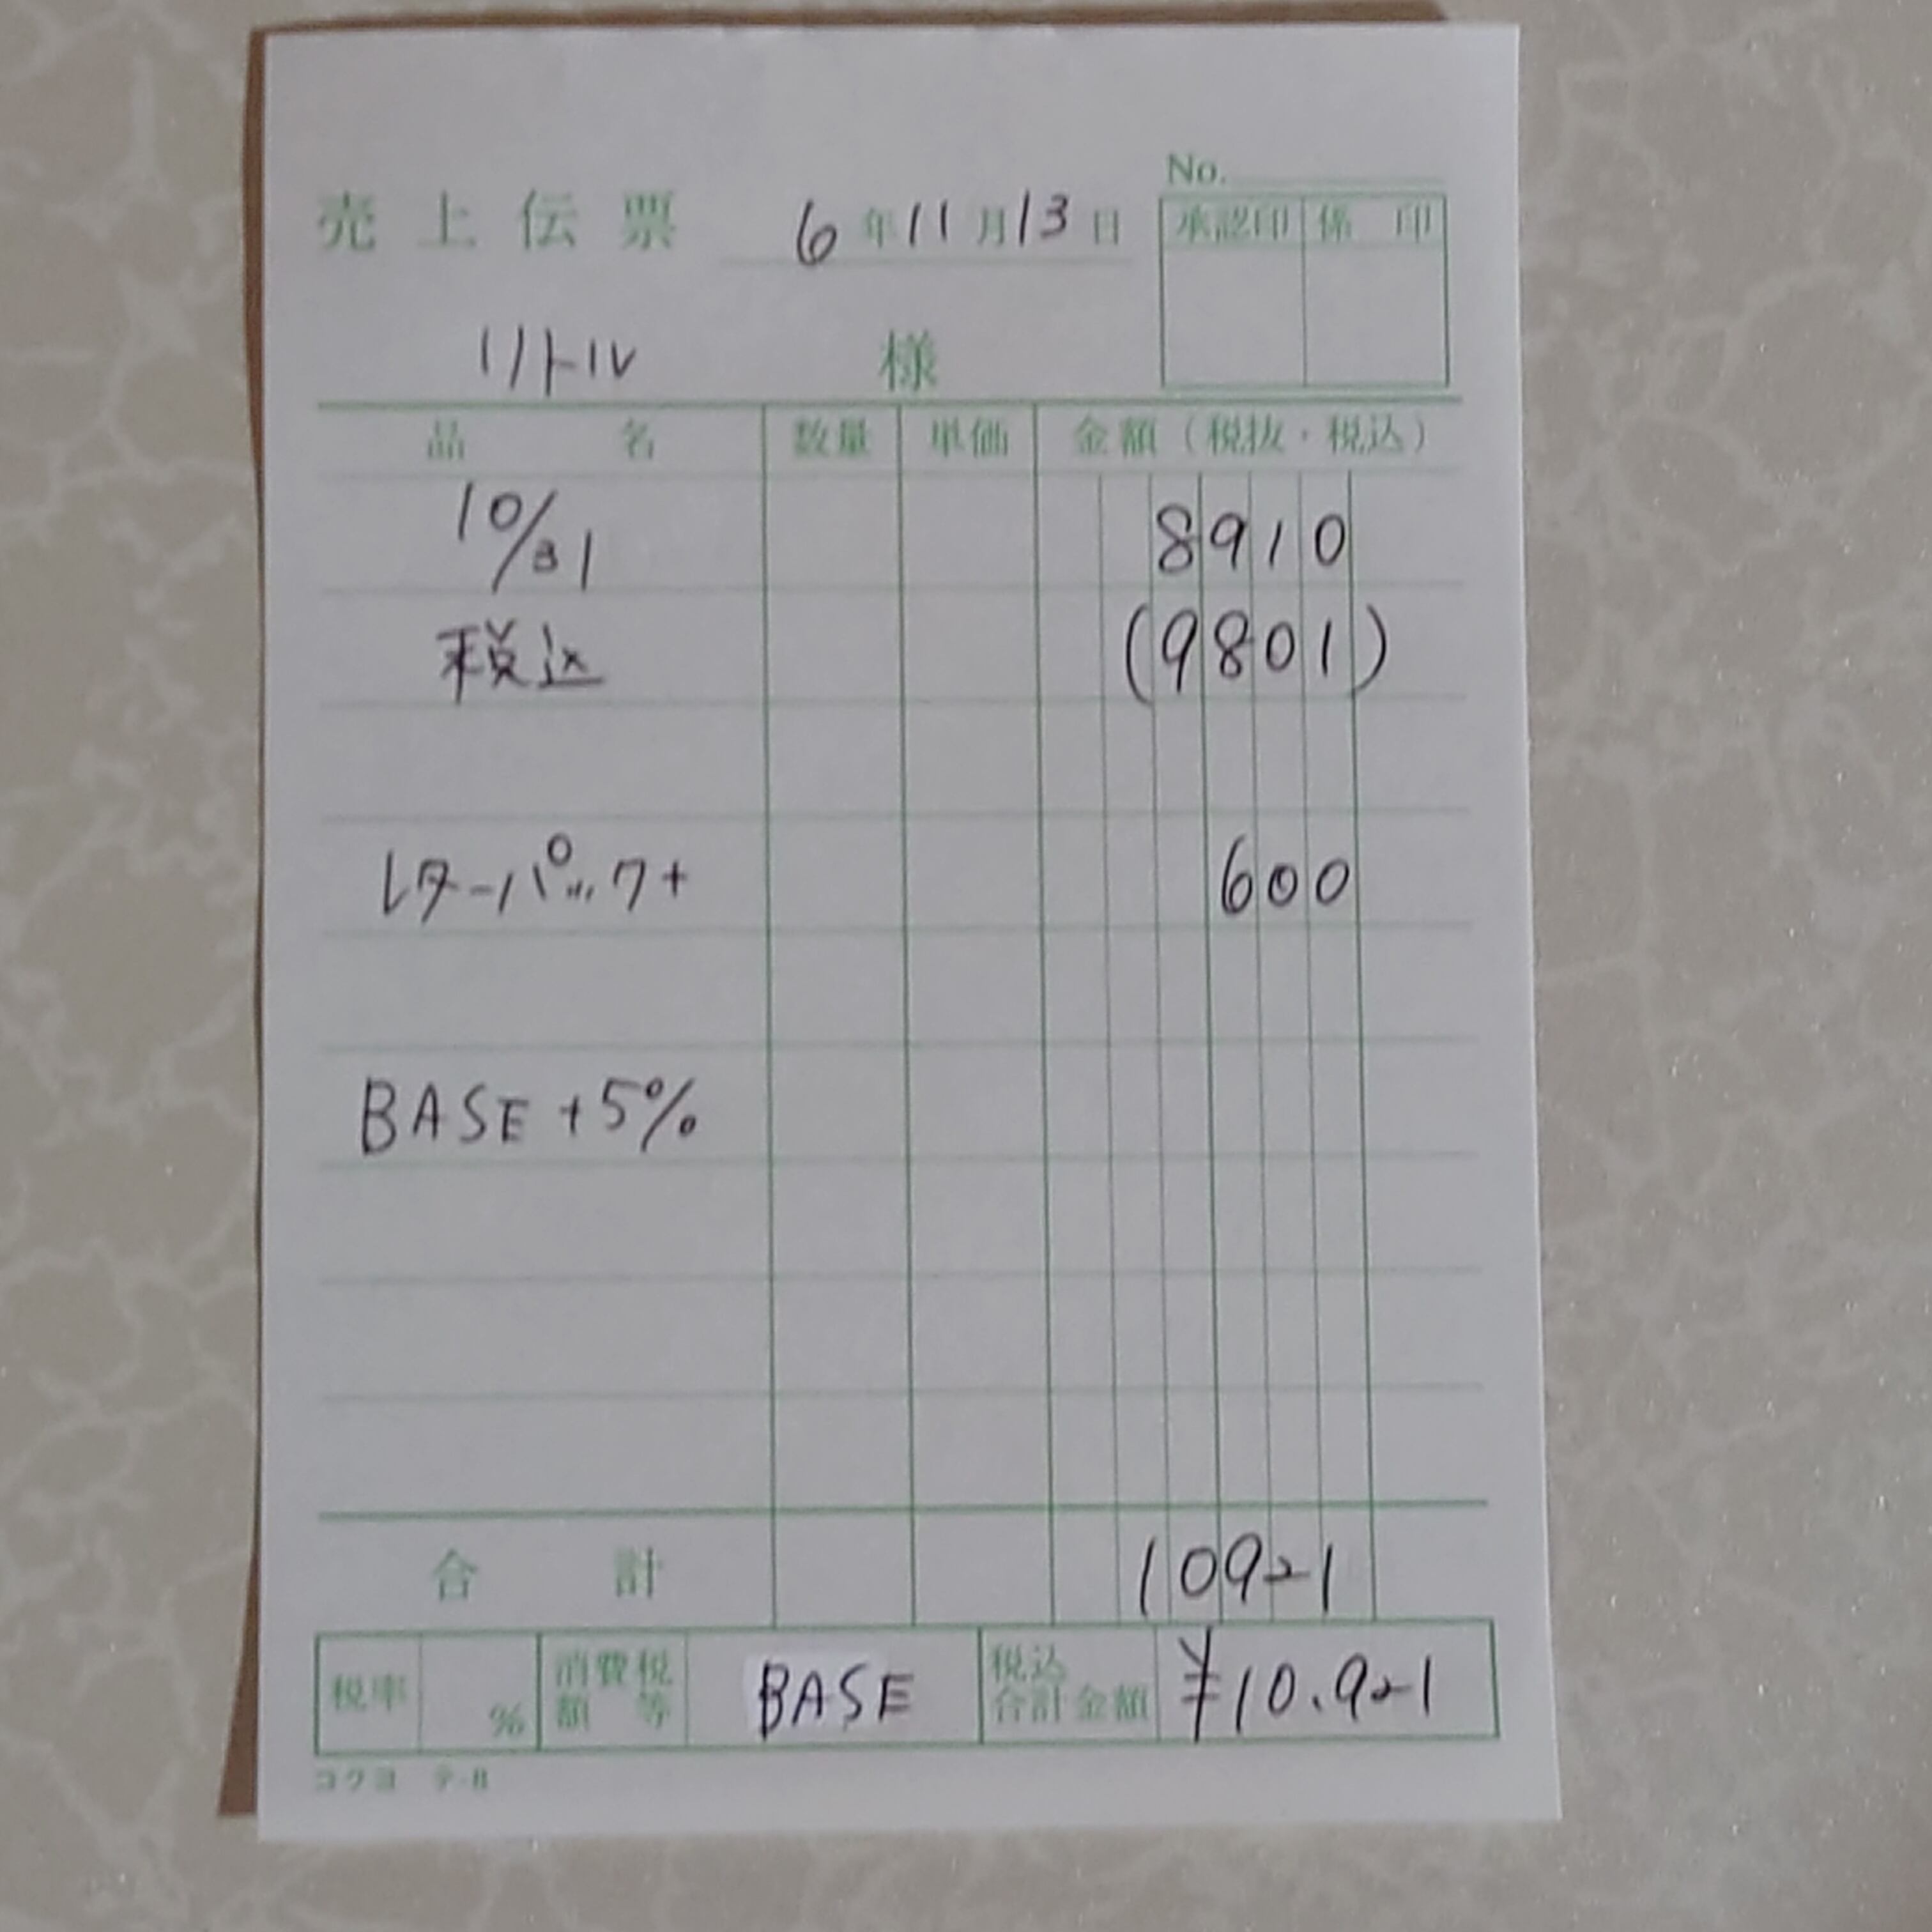 No.
売上伝票 6年11月13日
承認印 係印
リトル 様
品名 数量 単価 金額(税抜・税込)
10/31 8910
税込 (9801)
レターパック+ 600
BASE+5%
合計 10921
税率 % 消費税額等 BASE 税込合計金額 ¥10.921
コクヨ テ-8